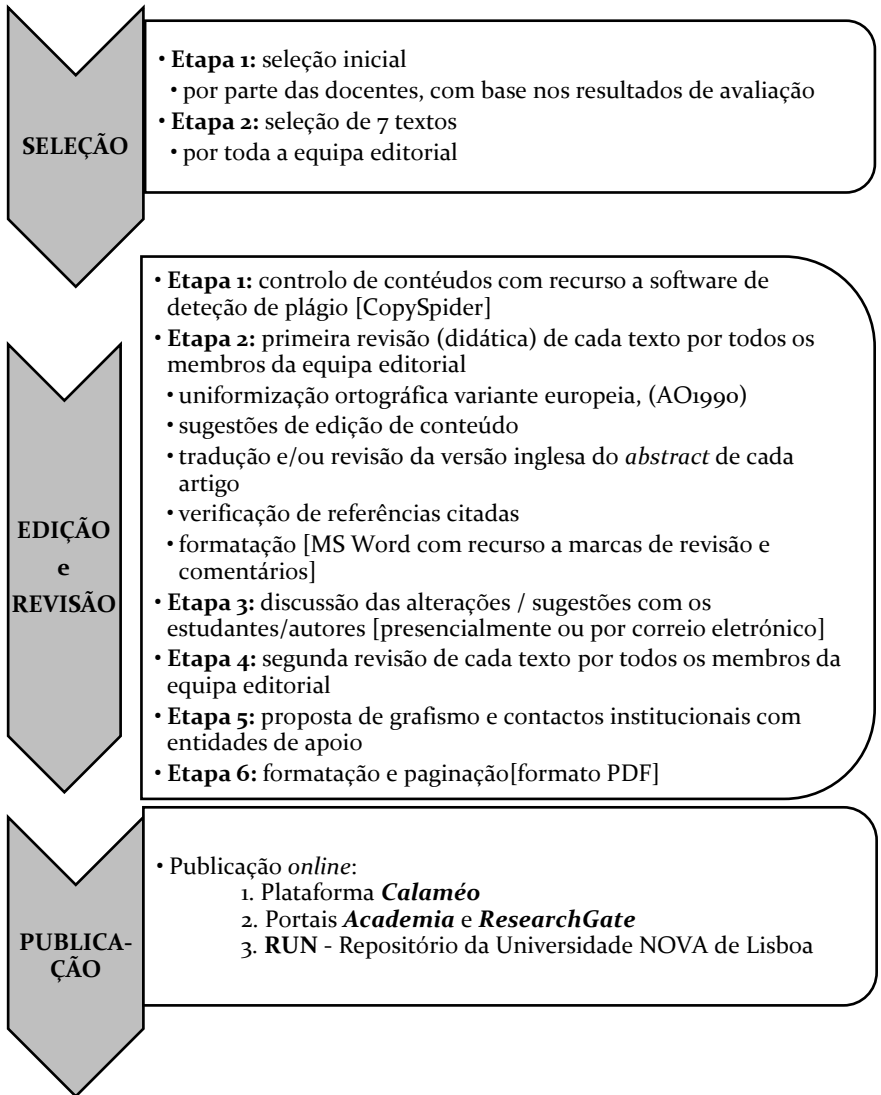 SELEÇÃO
• Etapa 1: seleção inicial
• por parte das docentes, com base nos resultados de avaliação
• Etapa 2: seleção de 7 textos
• por toda a equipa editorial
EDIÇÃO
e
REVISÃO
• Etapa 1: controlo de contéudos com recurso a software de
deteção de plágio [CopySpider]
• Etapa 2: primeira revisão (didática) de cada texto por todos os
membros da equipa editorial
• uniformização ortográfica variante europeia, (AO1990)
• sugestões de edição de conteúdo
• tradução e/ou revisão da versão inglesa do abstract de cada
artigo
• verificação de referências citadas
• formatação [MS Word com recurso a marcas de revisão e
comentários]
• Etapa 3: discussão das alterações / sugestões com os
estudantes/autores [presencialmente ou por correio eletrónico]
• Etapa 4: segunda revisão de cada texto por todos os membros da
equipa editorial
• Etapa 5: proposta de grafismo e contactos institucionais com
entidades de apoio
• Etapa 6: formatação e paginação[formato PDF]
PUBLICA-
ÇÃO
• Publicação online:
1. Plataforma Calaméo
2. Portais Academia e ResearchGate
3. RUN - Repositório da Universidade NOVA de Lisboa